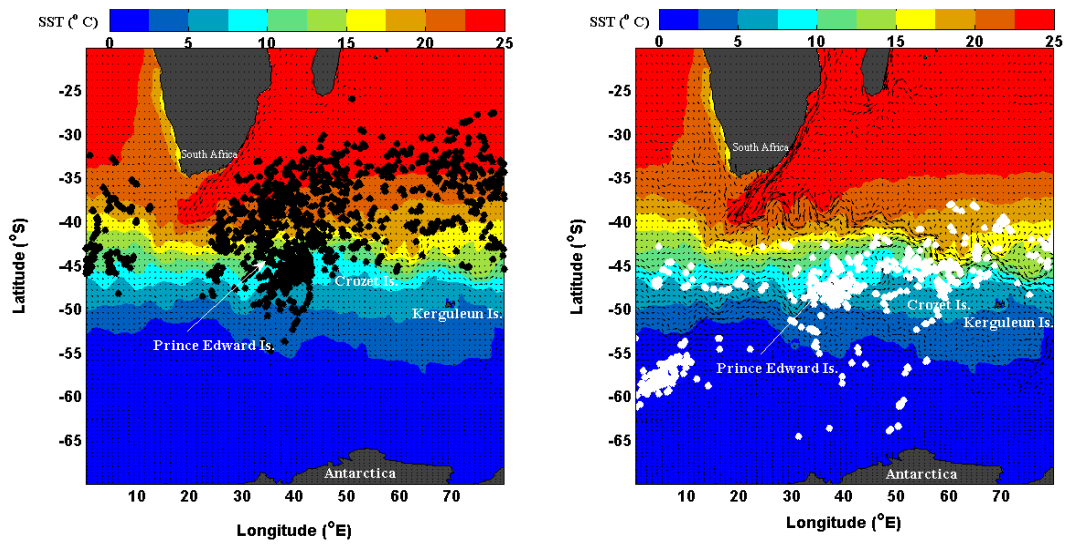 SST (° C)
0 5 10 15 20 25
-25
-30
-35
-40
-45
-50
-55
-60
-65
Latitude (°S)
South Africa
Crozet Is.
Kerguleun Is.
Prince Edward Is.
Antarctica
10 20 30 40 50 60 70
Longitude (°E)
SST (° C)
0 5 10 15 20 25
-25
-30
-35
-40
-45
-50
-55
-60
-65
Latitude (°S)
South Africa
Crozet Is.
Kerguleun Is.
Prince Edward Is.
Antarctica
10 20 30 40 50 60 70
Longitude (°E)